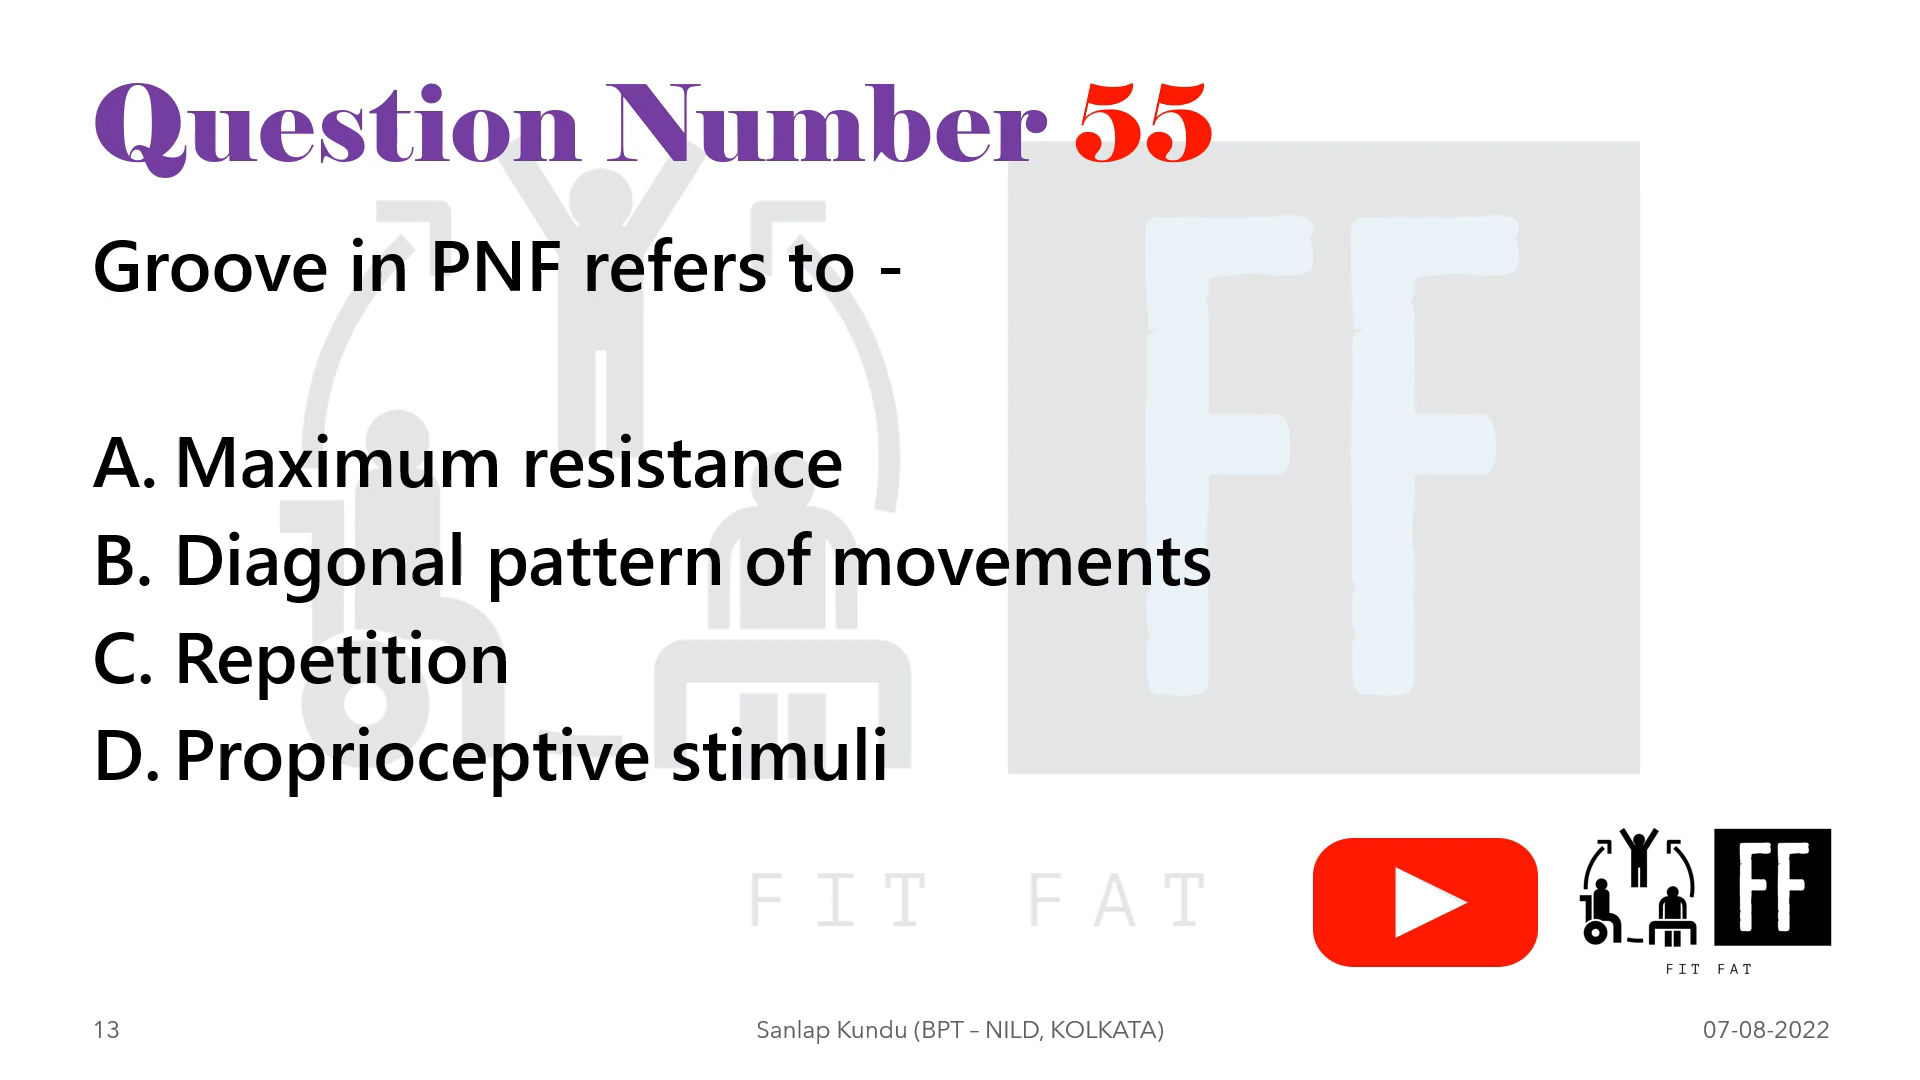 Question Number 55
Groove in PNF refers to -
A. Maximum resistance
B. Diagonal pattern of movements
C. Repetition
D. Proprioceptive stimuli
FIT FAT
FF
FF
FIT FAT
13
Sanlap Kundu (BPT – NILD, KOLKATA)
07-08-2022